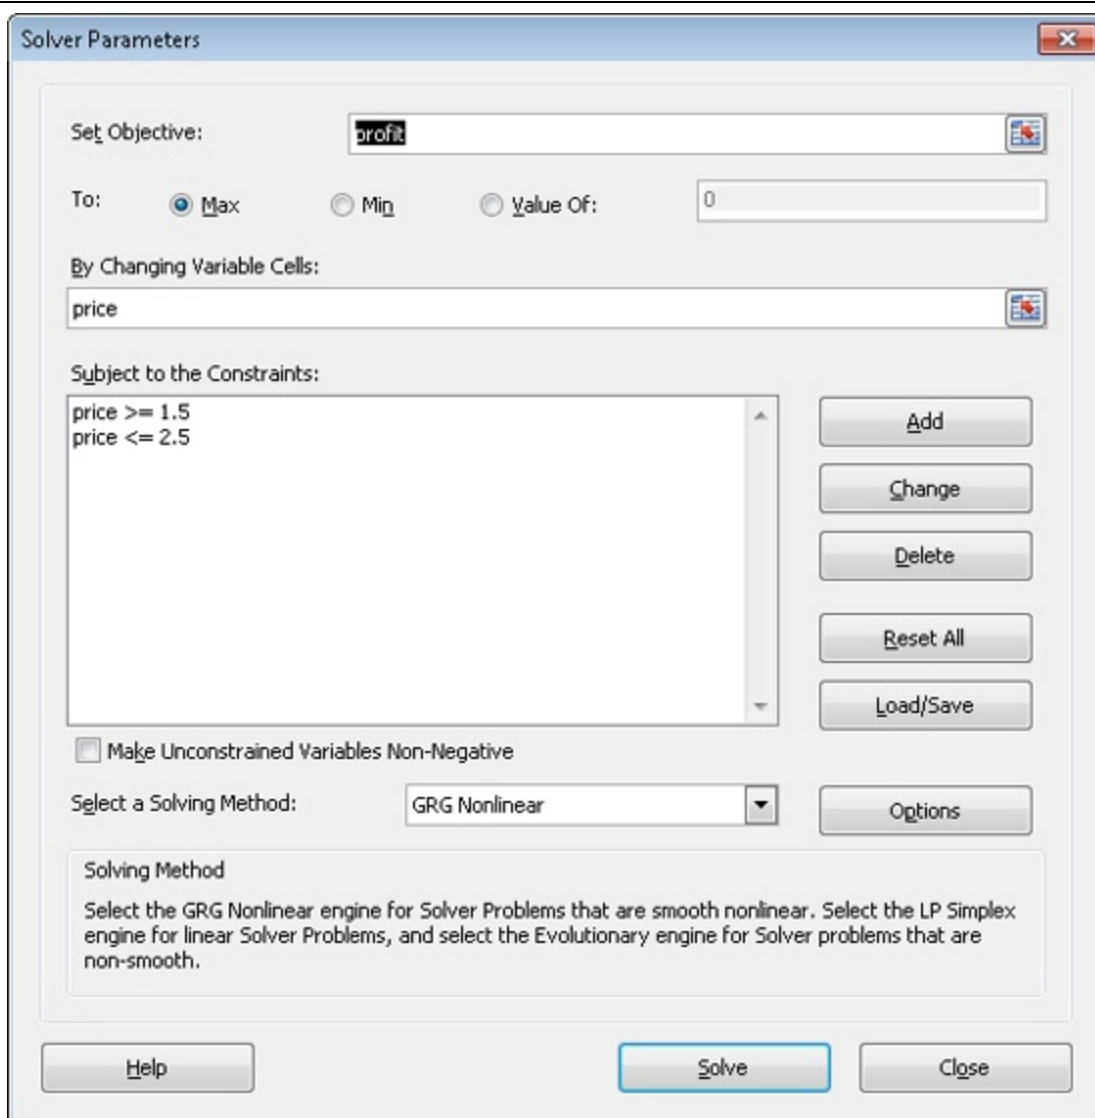 Solver Parameters
Set Objective:
profit
To:
Max
Min
Value Of:
0
By Changing Variable Cells:
price
Subject to the Constraints:
price >= 1.5
price <= 2.5
Add
Change
Delete
Reset All
Load/Save
Make Unconstrained Variables Non-Negative
Select a Solving Method:
GRG Nonlinear
Options
Solving Method
Select the GRG Nonlinear engine for Solver Problems that are smooth nonlinear. Select the LP Simplex
engine for linear Solver Problems, and select the Evolutionary engine for Solver problems that are
non-smooth.
Help
Solve
Close